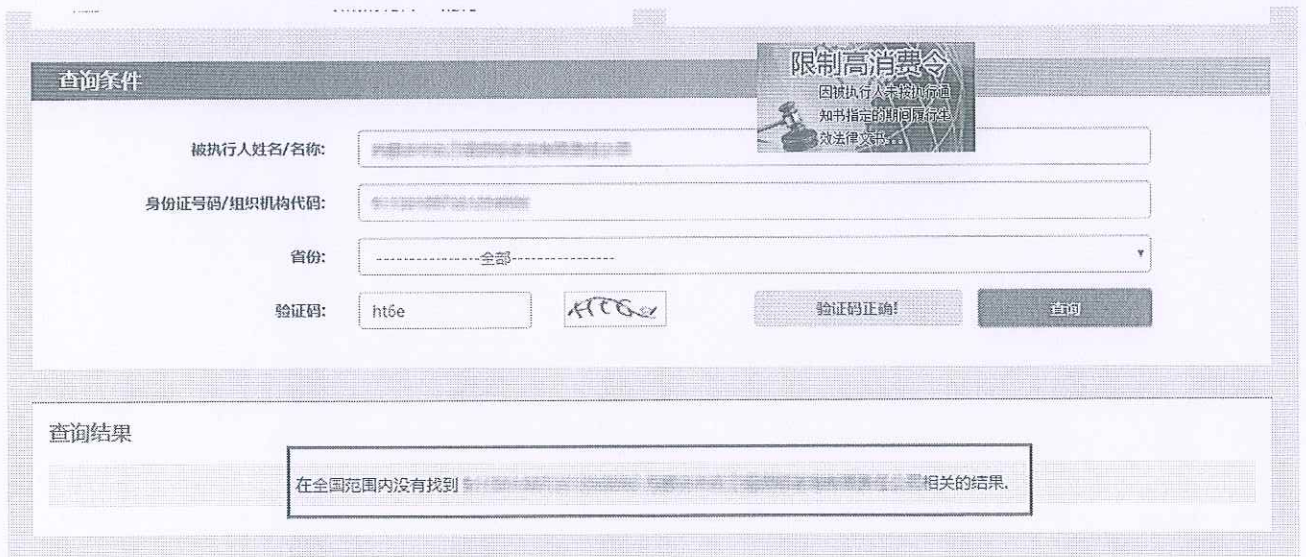 查询条件
限制高消费令
因被执行人未按执行通
知书指定的期间履行生
效法律文书...
被执行人姓名/名称:
身份证号码/组织机构代码:
省份:
------------------全部----------------
验证码:
ht6e
HT6e
验证码正确!
查询
查询结果
在全国范围内没有找到
相关的结果.